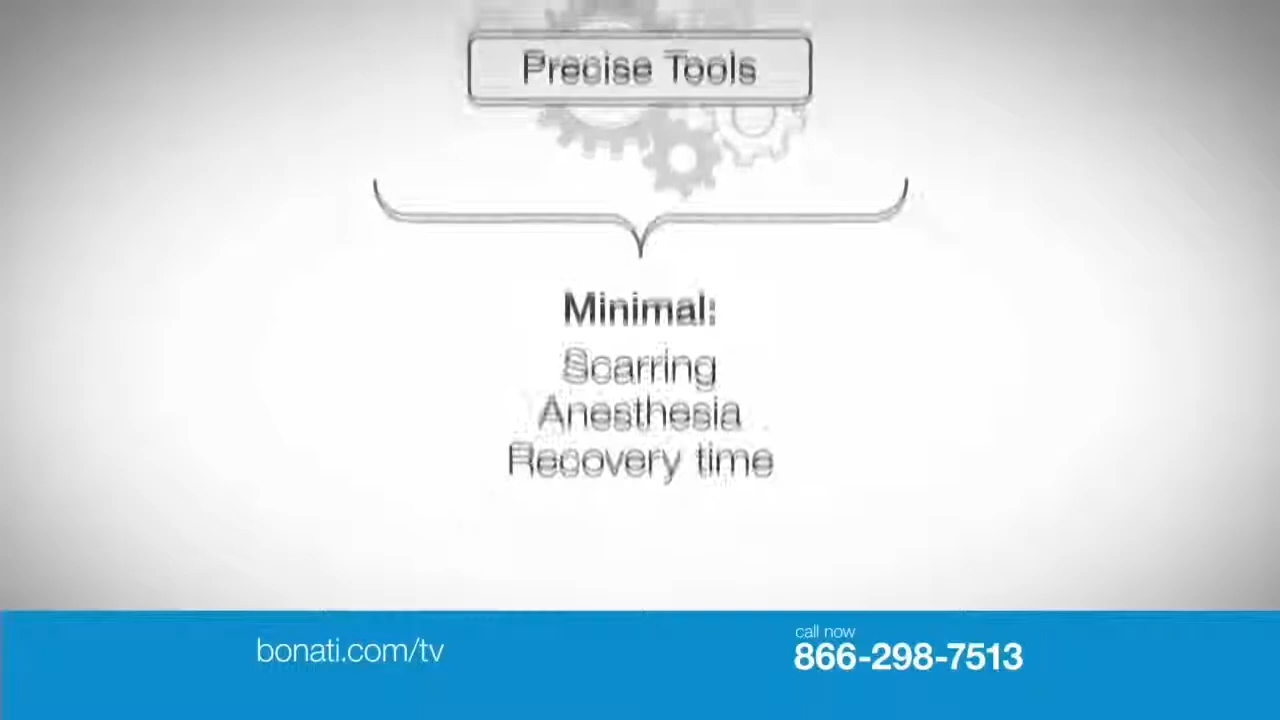 Precise Tools
Minimal:
Scarring
Anesthesia
Recovery time
bonati.com/tv
call now
866-298-7513